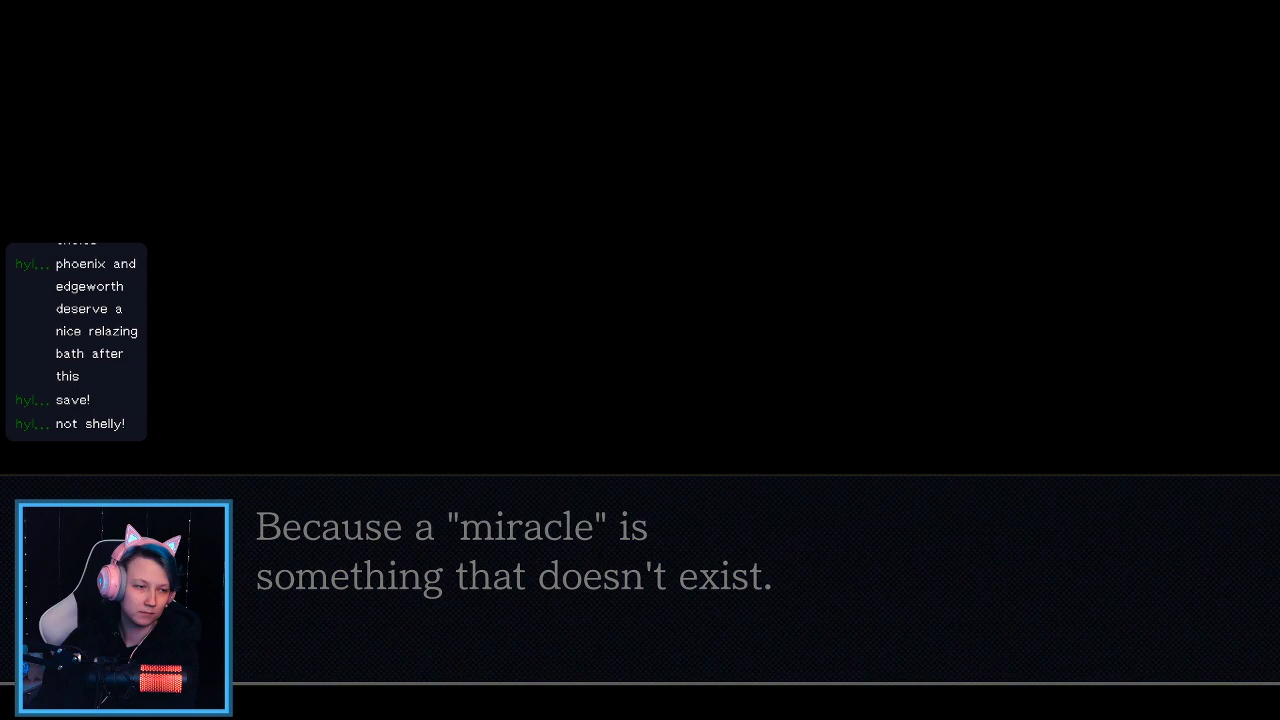 hyl... phoenix and
edgeworth
deserve a
nice relazing
bath after
this
hyl... save!
hyl... not shelly!
Because a "miracle" is
something that doesn't exist.